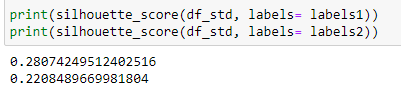 print(silhouette_score(df_std, labels= labels1))
print(silhouette_score(df_std, labels= labels2))
0.28074249512402516
0.2208489669981804